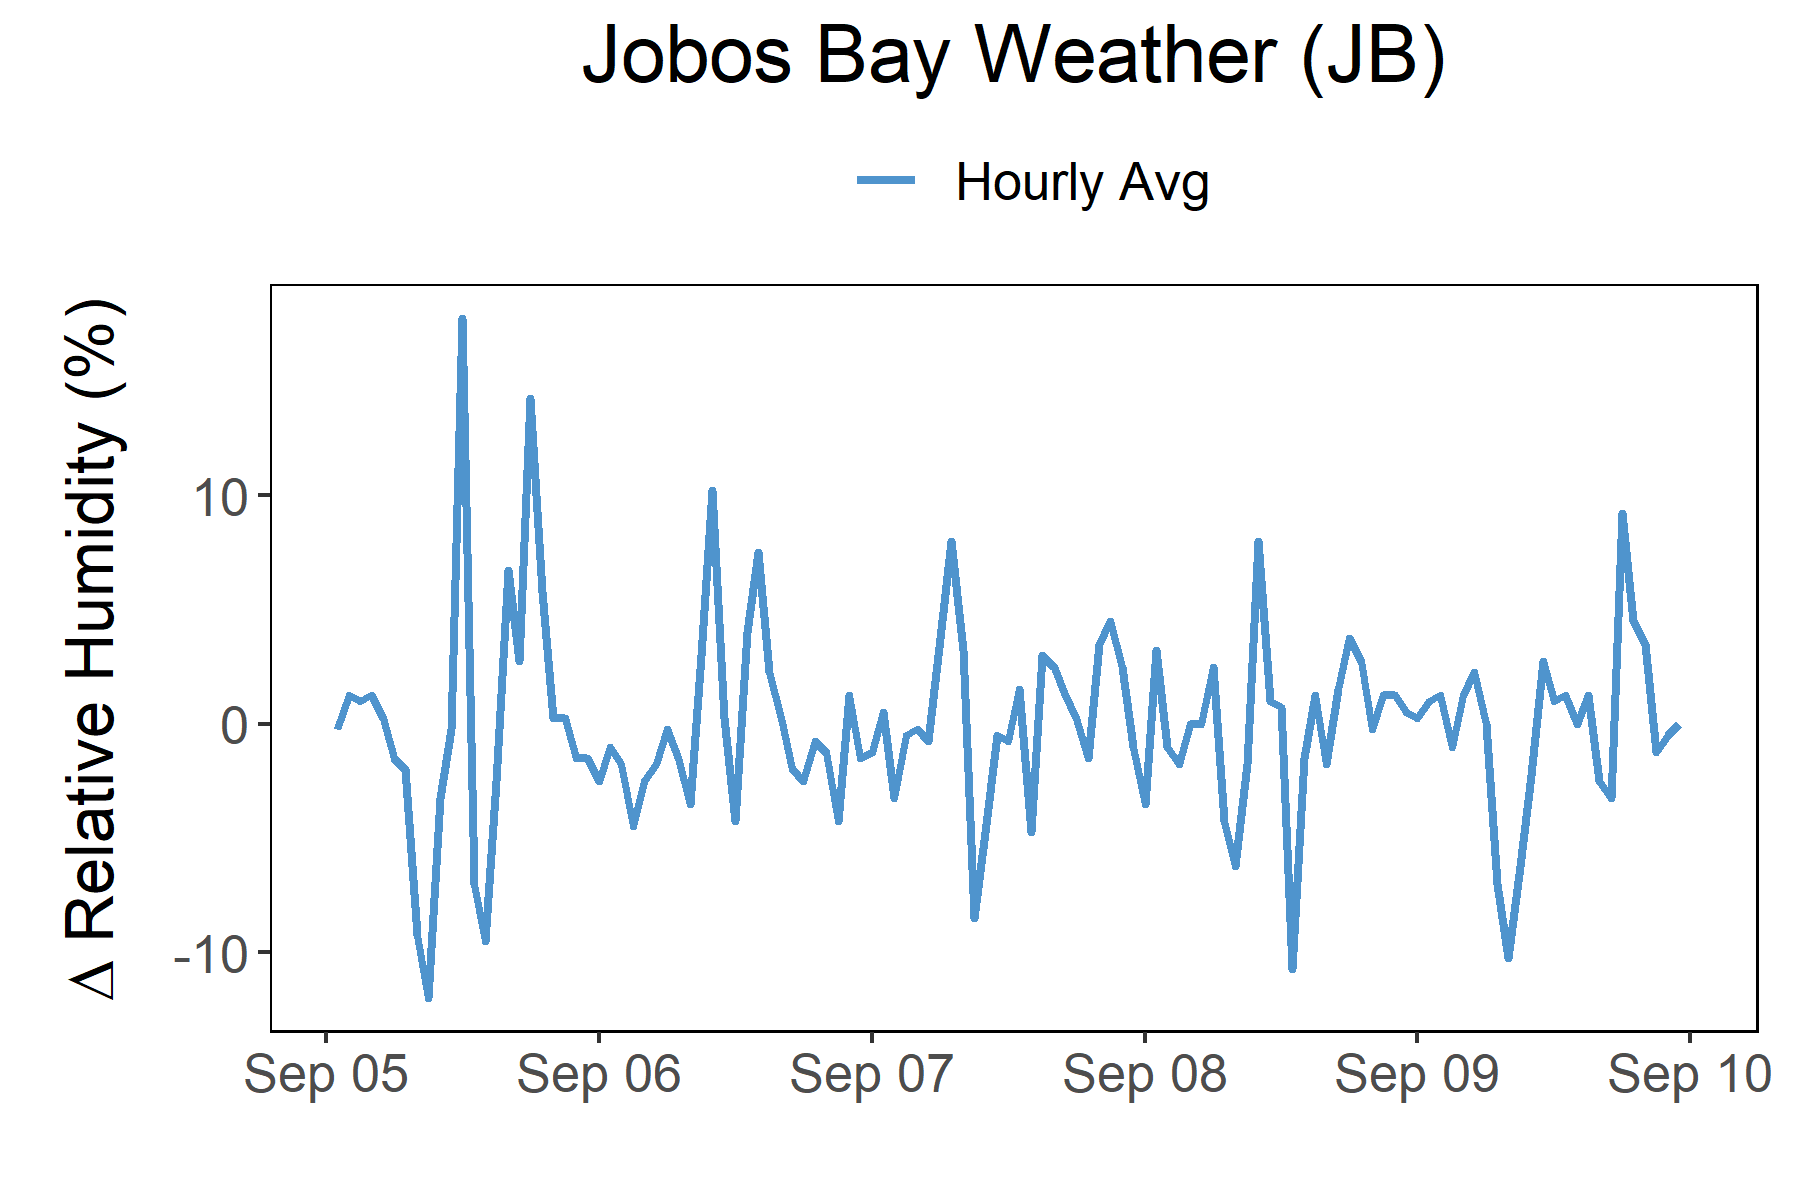 Jobos Bay Weather (JB)
Hourly Avg
Δ Relative Humidity (%)
10
0
-10
Sep 05 Sep 06 Sep 07 Sep 08 Sep 09 Sep 10